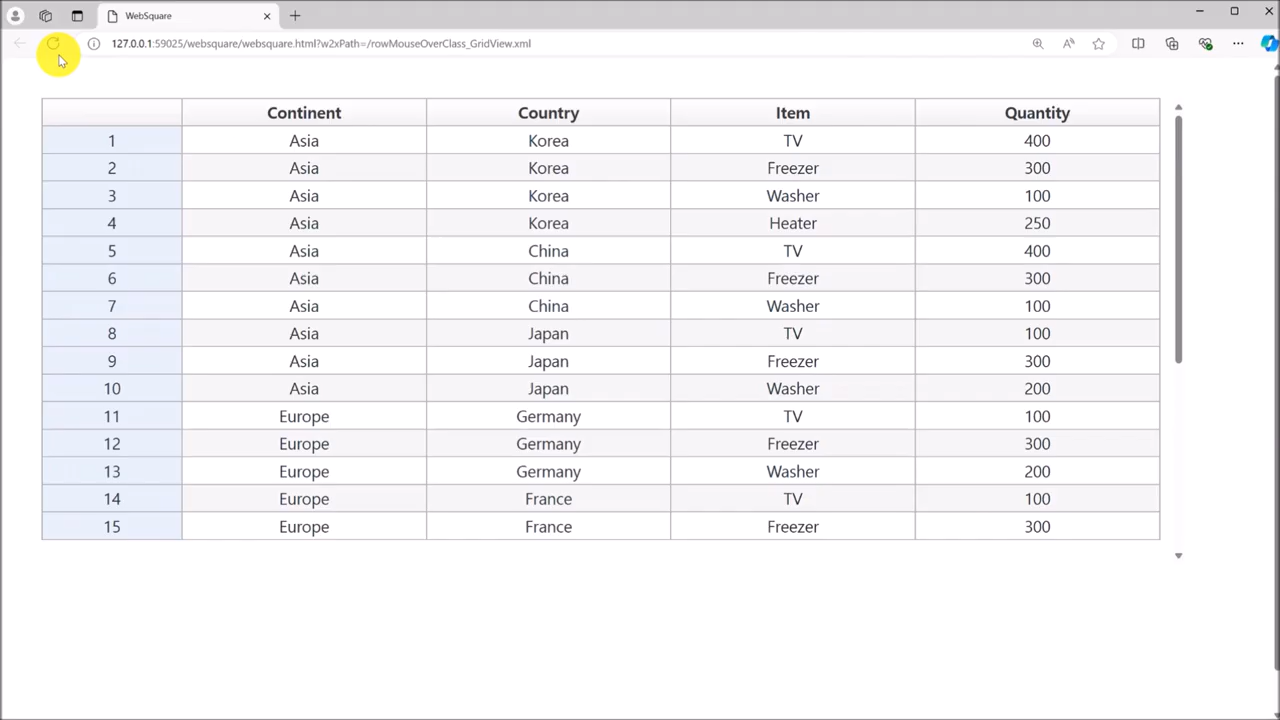 WebSquare
127.0.0.1:59025/websquare/websquare.html?w2xPath=/rowMouseOverClass_GridView.xml
Continent Country Item Quantity
1 Asia Korea TV 400
2 Asia Korea Freezer 300
3 Asia Korea Washer 100
4 Asia Korea Heater 250
5 Asia China TV 400
6 Asia China Freezer 300
7 Asia China Washer 100
8 Asia Japan TV 100
9 Asia Japan Freezer 300
10 Asia Japan Washer 200
11 Europe Germany TV 100
12 Europe Germany Freezer 300
13 Europe Germany Washer 200
14 Europe France TV 100
15 Europe France Freezer 300